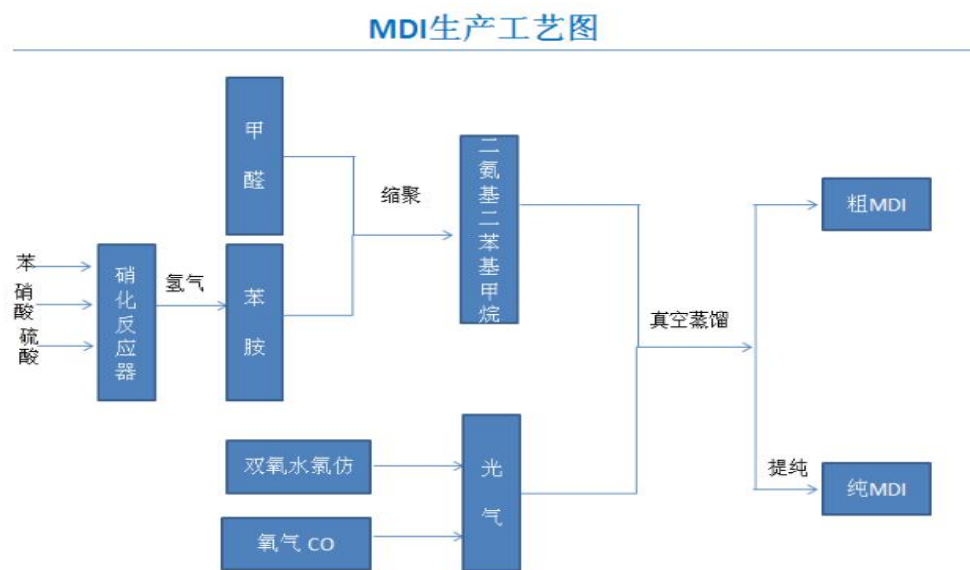 MDI生产工艺图
甲醛
缩聚
二氨基二苯基甲烷
粗MDI
苯
硝酸
硫酸
硝化反应器
氢气
苯胺
真空蒸馏
双氧水氯仿
光气
提纯
纯MDI
氧气 CO